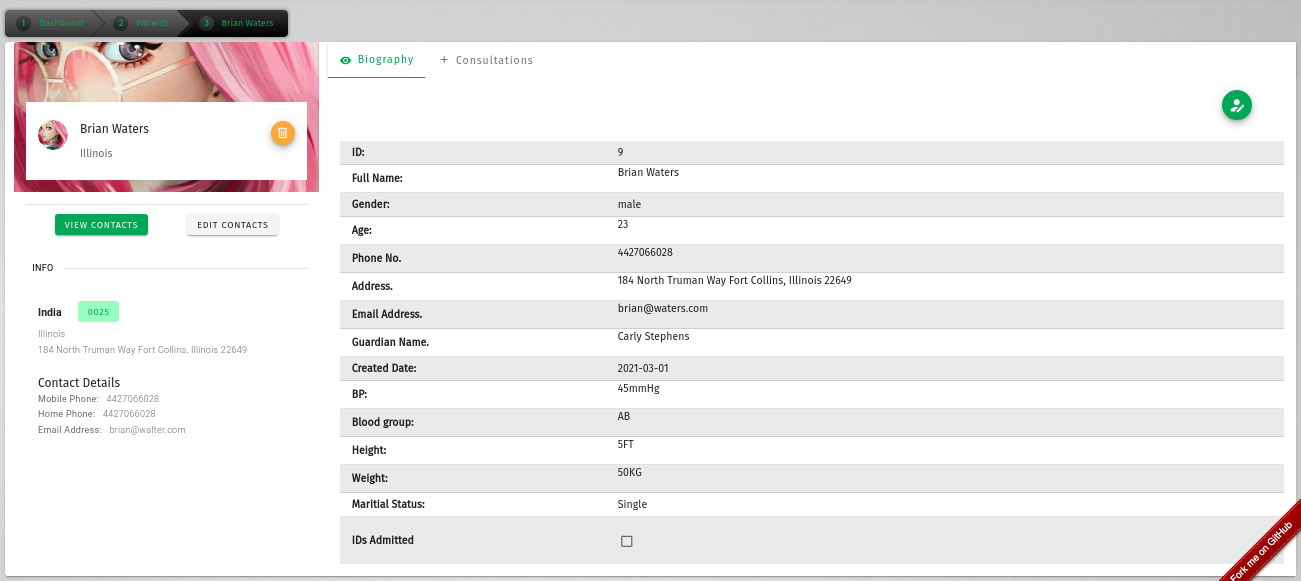 1 Dashboard 2 Patients 3 Brian Waters
Biography + Consultations
Brian Waters
Illinois
VIEW CONTACTS EDIT CONTACTS
INFO
India 0025
Illinois
184 North Truman Way Fort Collins, Illinois 22649
Contact Details
Mobile Phone: 4427066028
Home Phone: 4427066028
Email Address: brian@walter.com
ID: 9
Full Name: Brian Waters
Gender: male
Age: 23
Phone No. 4427066028
Address. 184 North Truman Way Fort Collins, Illinois 22649
Email Address. brian@waters.com
Guardian Name. Carly Stephens
Created Date: 2021-03-01
BP: 45mmHg
Blood group: AB
Height: 5FT
Weight: 50KG
Maritial Status: Single
IDs Admitted
Fork me on GitHub